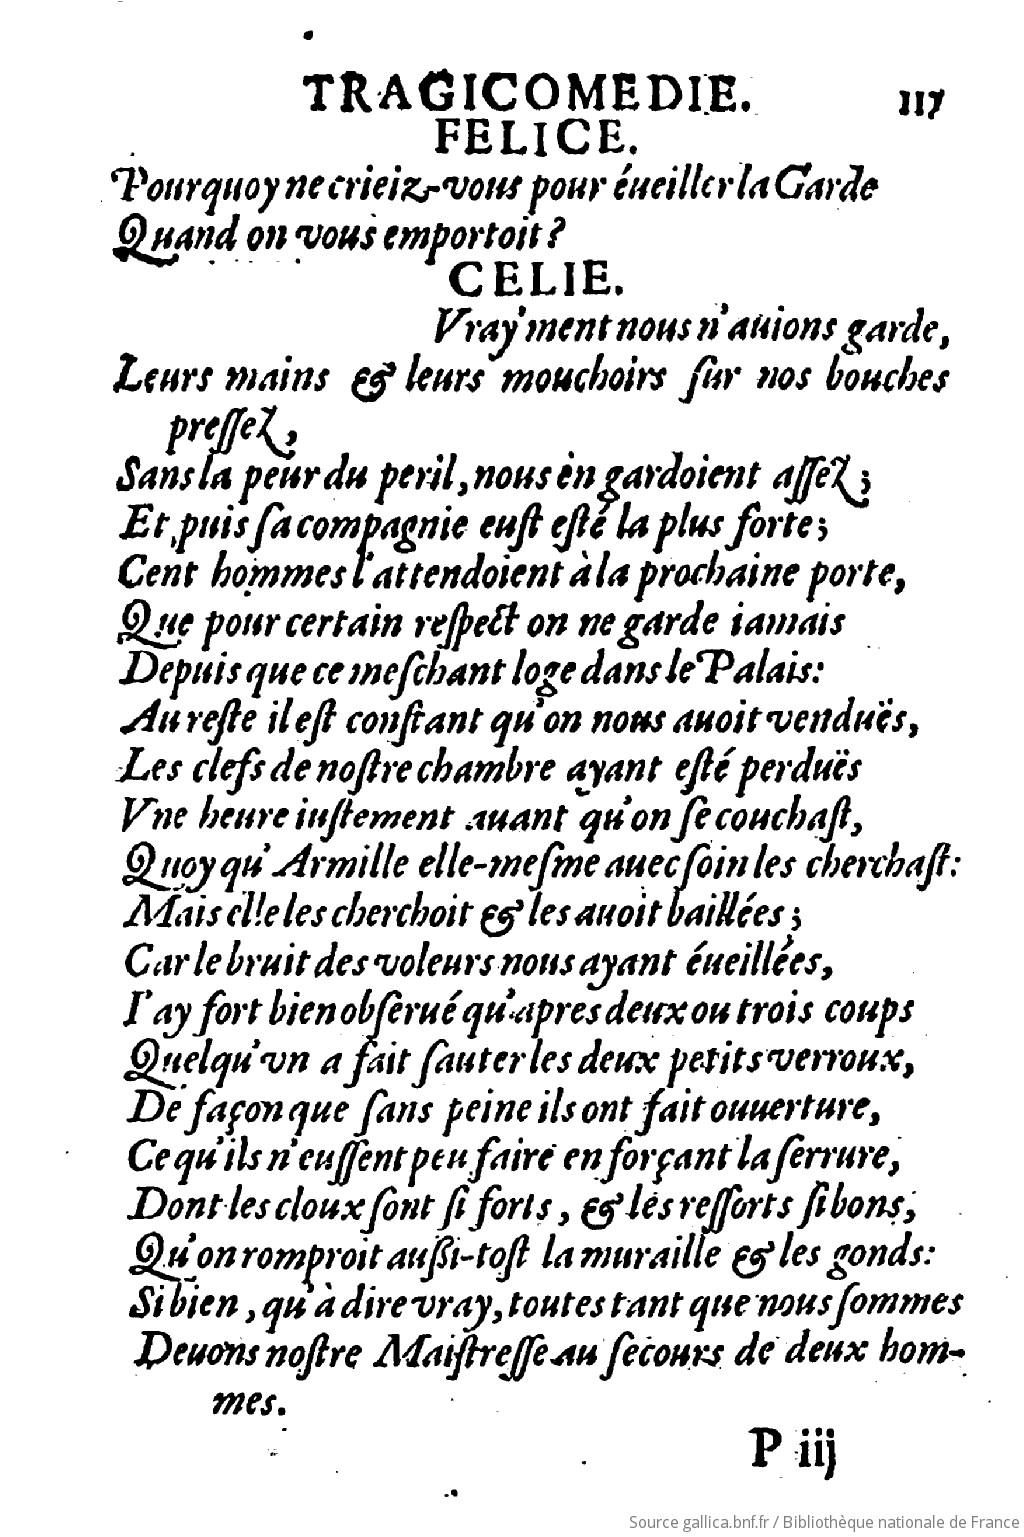 TRAGICOMEDIE. 117
FELICE.
Pourquoy ne crieiz-vous pour éueiller la Garde
Quand on vous emportoit?
CELIE.
Vray'ment nous n'auions garde,
Leurs mains & leurs mouchoirs ſur nos bouches
preſſez,
Sans la peur du peril, nous en gardoient aſſez;
Et puis ſa compagnie euſt eſté la plus forte;
Cent hommes l'attendoient à la prochaine porte,
Que pour certain reſpect on ne garde iamais
Depuis que ce meſchant loge dans le Palais:
Au reſte il eſt conſtant qu'on nous auoit venduës,
Les clefs de noſtre chambre ayant eſté perduës
Vne heure iuſtement auant qu'on ſe couchaſt,
Quoy qu'Armille elle-meſme auec ſoin les cherchaſt:
Mais elle les cherchoit & les auoit baillées;
Car le bruit des voleurs nous ayant éueillées,
I'ay fort bien obſerué qu'apres deux ou trois coups
Quelqu'vn a fait ſauter les deux petits verroux,
De façon que ſans peine ils ont fait ouuerture,
Ce qu'ils n'euſſent peu faire en forçant la ſerrure,
Dont les cloux ſont ſi forts, & les reſſorts ſi bons,
Qu'on romproit auſſi-toſt la muraille & les gonds:
Si bien, qu'à dire vray, toutes tant que nous ſommes
Deuons noſtre Maiſtreſſe au ſecours de deux hom-
mes.
P iij
Source gallica.bnf.fr / Bibliothèque nationale de France